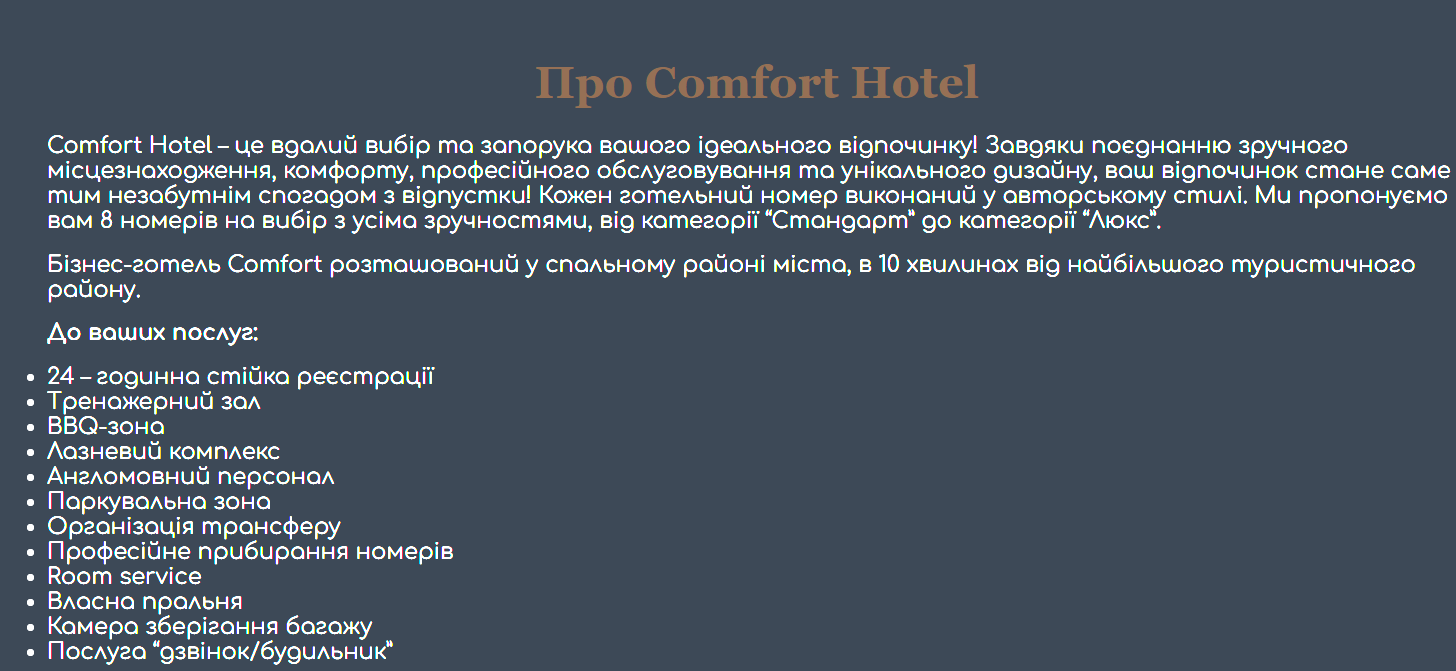 Про Comfort Hotel
Comfort Hotel – це вдалий вибір та запорука вашого ідеального відпочинку! Завдяки поєднанню зручного
місцезнаходження, комфорту, професійного обслуговування та унікального дизайну, ваш відпочинок стане саме
тим незабутнім спогадом з відпустки! Кожен готельний номер виконаний у авторському стилі. Ми пропонуємо
вам 8 номерів на вибір з усіма зручностями, від категорії “Стандарт” до категорії “Люкс”.
Бізнес-готель Comfort розташований у спальному районі міста, в 10 хвилинах від найбільшого туристичного
району.
До ваших послуг:
• 24 – годинна стійка реєстрації
• Тренажерний зал
• BBQ-зона
• Лазневий комплекс
• Англомовний персонал
• Паркувальна зона
• Організація трансферу
• Професійне прибирання номерів
• Room service
• Власна пральня
• Камера зберігання багажу
• Послуга “дзвінок/будильник”